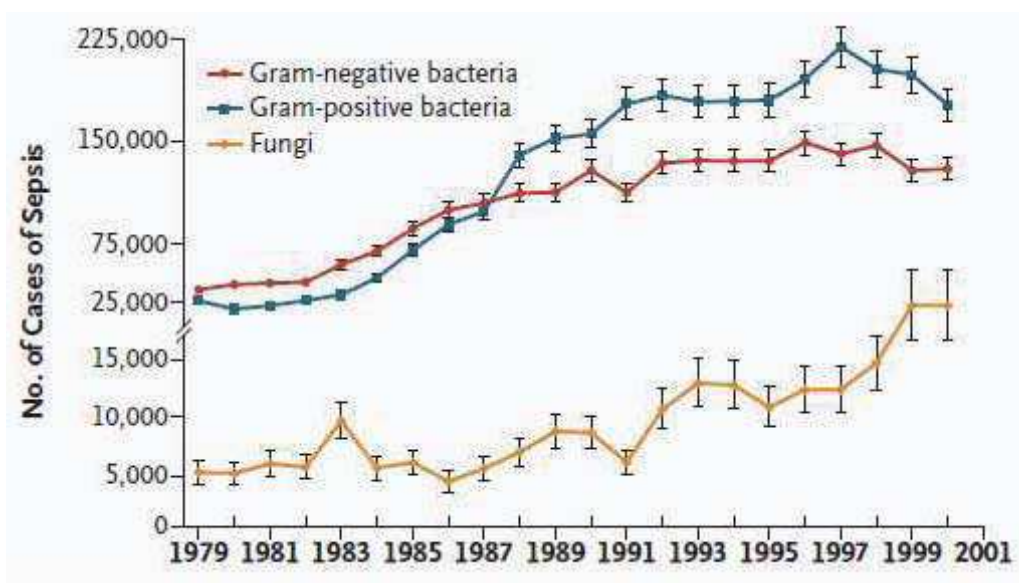 225,000
Gram-negative bacteria
Gram-positive bacteria
150,000
Fungi
No. of Cases of Sepsis
75,000
25,000
15,000
10,000
5,000
0
1979 1981 1983 1985 1987 1989 1991 1993 1995 1997 1999 2001